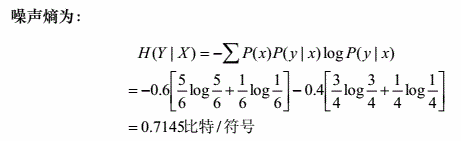 噪声熵为：
H(Y | X) = −∑ P(x)P(y | x) log P(y | x)
= −0.6[5/6 log 5/6 + 1/6 log 1/6] − 0.4[3/4 log 3/4 + 1/4 log 1/4]
= 0.7145比特/符号